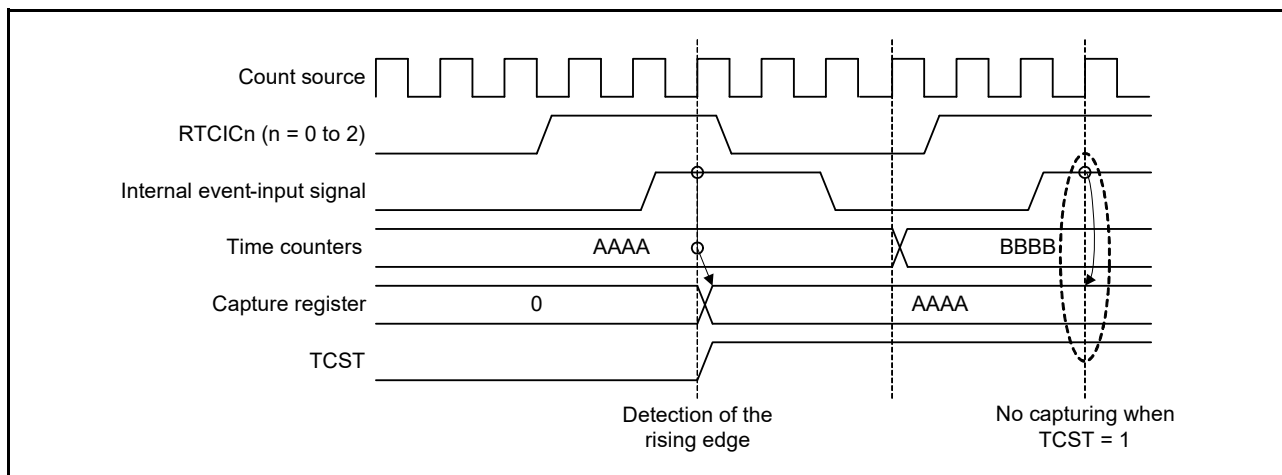 Count source
RTCICn (n = 0 to 2)
Internal event-input signal
Time counters
AAAA
BBBB
Capture register
0
AAAA
TCST
Detection of the
rising edge
No capturing when
TCST = 1